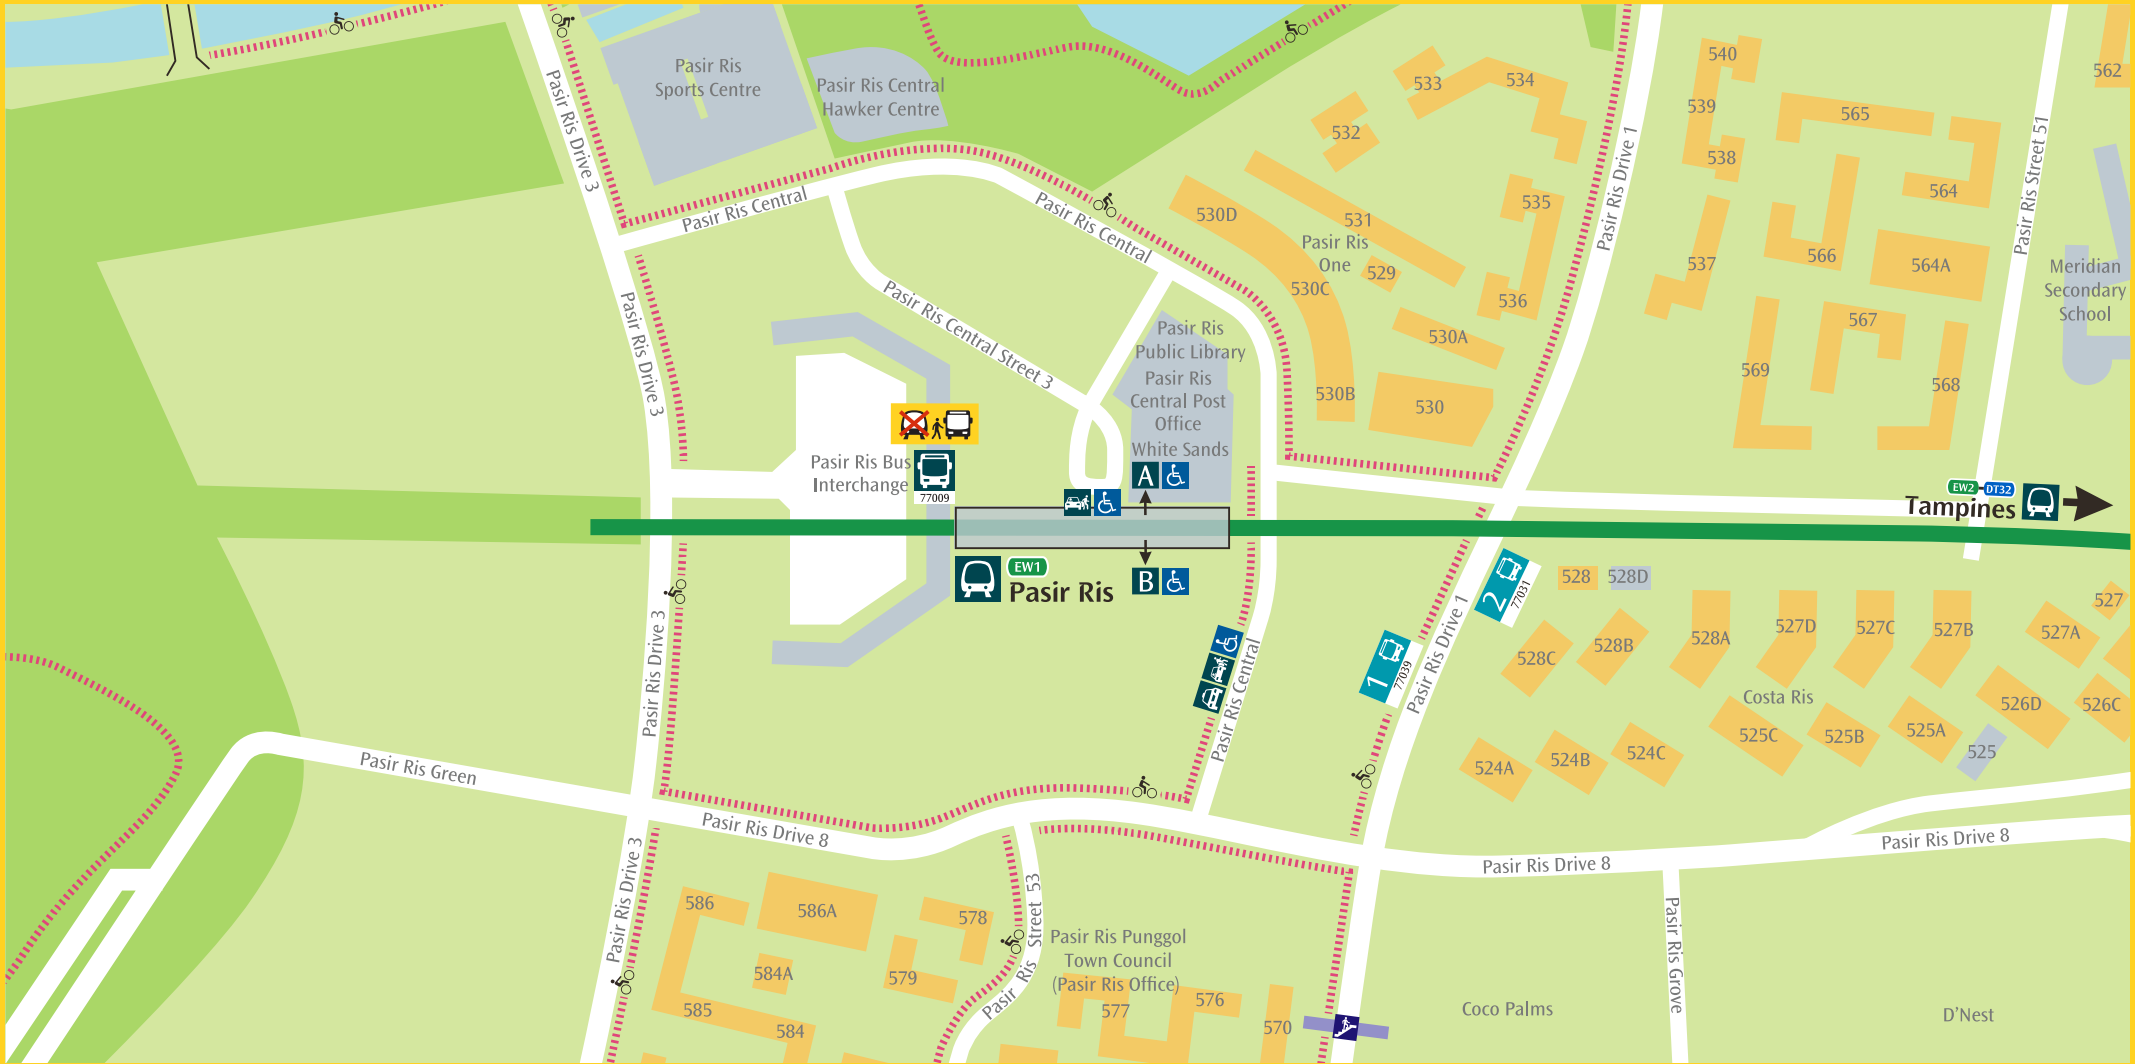 Pasir Ris
Sports Centre
Pasir Ris Central
Hawker Centre
Pasir Ris Drive 3
Pasir Ris Central
Pasir Ris Central
Pasir Ris Central Street 3
Pasir Ris Drive 3
533
534
532
530D
531
535
Pasir Ris
One
529
530C
536
530A
530B
530
Pasir Ris Drive 1
540
539
538
537
565
564
566
564A
567
569
568
Pasir Ris Street 51
562
Meridian
Secondary
School
Pasir Ris
Public Library
Pasir Ris
Central Post
Office
White Sands
A
Pasir Ris Bus
Interchange
77009
EW1
Pasir Ris
B
EW2
DT32
Tampines
2
77031
1
77039
Pasir Ris Drive 1
Pasir Ris Central
Pasir Ris Drive 3
528
528D
528C
528B
528A
527D
527C
527B
527A
527
Costa Ris
526D
526C
525C
525B
525A
525
524A
524B
524C
Pasir Ris Green
Pasir Ris Drive 8
Pasir Ris Drive 8
Pasir Ris Drive 8
Pasir Ris Drive 3
586
586A
578
584A
579
585
584
Pasir Ris Street 53
Pasir Ris Punggol
Town Council
(Pasir Ris Office)
577
576
570
Coco Palms
Pasir Ris Grove
D'Nest